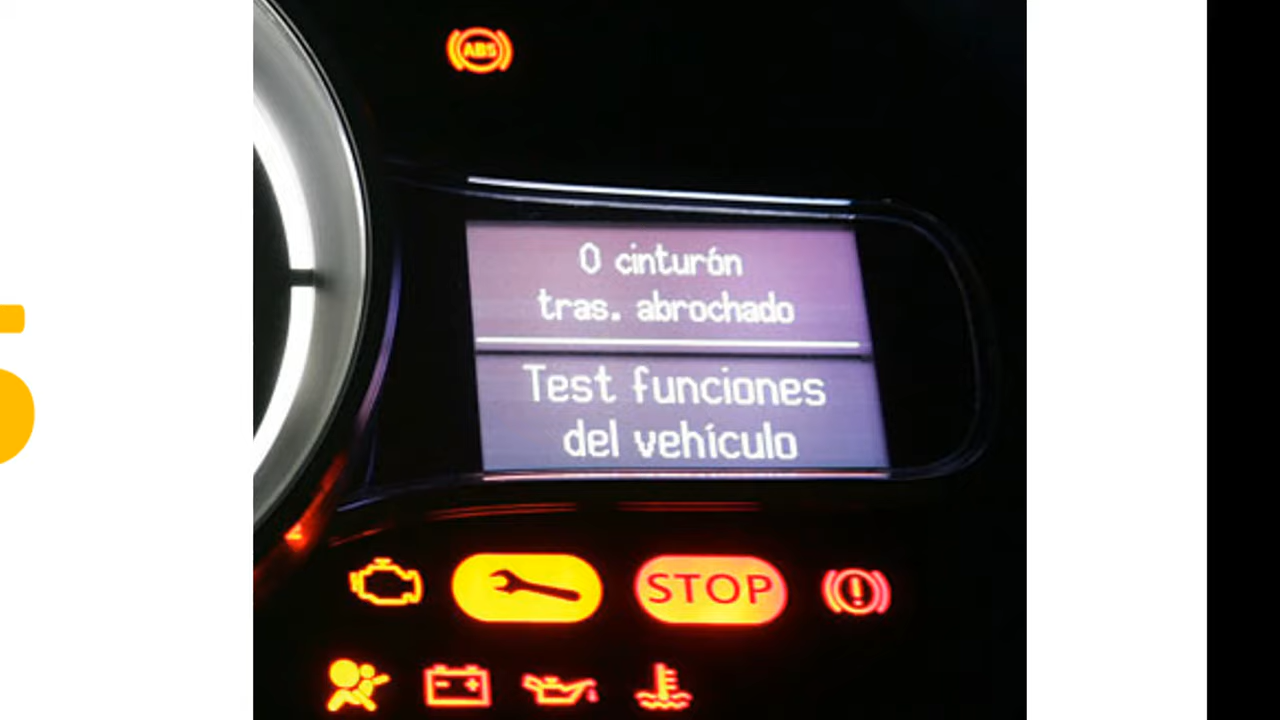 ABS
0 cinturón
tras. abrochado
Test funciones
del vehículo
STOP